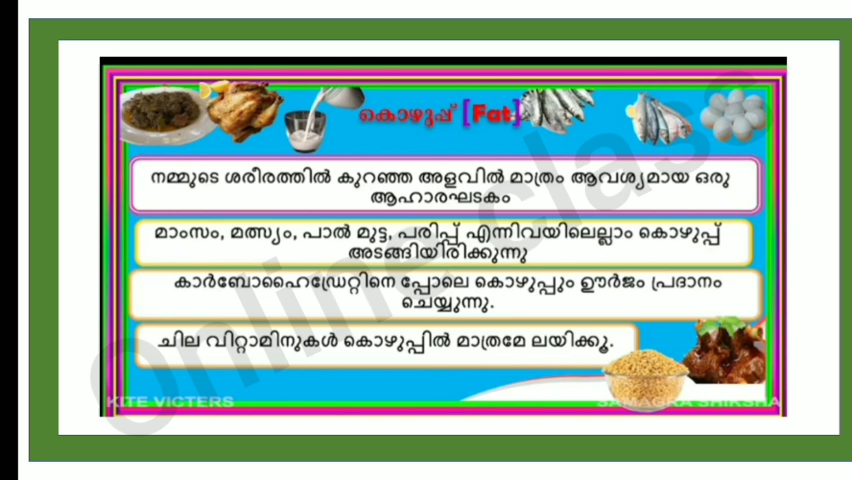 കൊഴുപ്പ് [Fat]
നമ്മുടെ ശരീരത്തിൽ കുറഞ്ഞ അളവിൽ മാത്രം ആവശ്യമായ ഒരു
ആഹാരഘടകം
മാംസം, മത്സ്യം, പാൽ മുട്ട, പരിപ്പ് എന്നിവയിലെല്ലാം കൊഴുപ്പ്
അടങ്ങിയിരിക്കുന്നു
കാർബോഹൈഡ്രേറ്റിനെ പ്പോലെ കൊഴുപ്പും ഊർജം പ്രദാനം
ചെയ്യുന്നു.
ചില വിറ്റാമിനുകൾ കൊഴുപ്പിൽ മാത്രമേ ലയിക്കൂ.
KITE VICTERS
SAMAGRA SHIKSHA
Online class